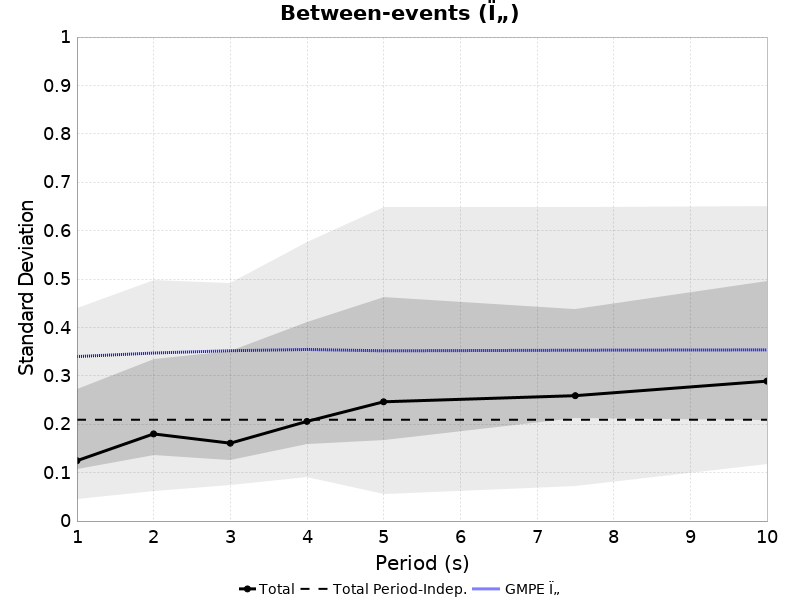 Between-events (Ï„)
1
0.9
0.8
0.7
0.6
0.5
0.4
0.3
0.2
0.1
0
Standard Deviation
1 2 3 4 5 6 7 8 9 10
Period (s)
Total Total Period-Indep. GMPE Ï„